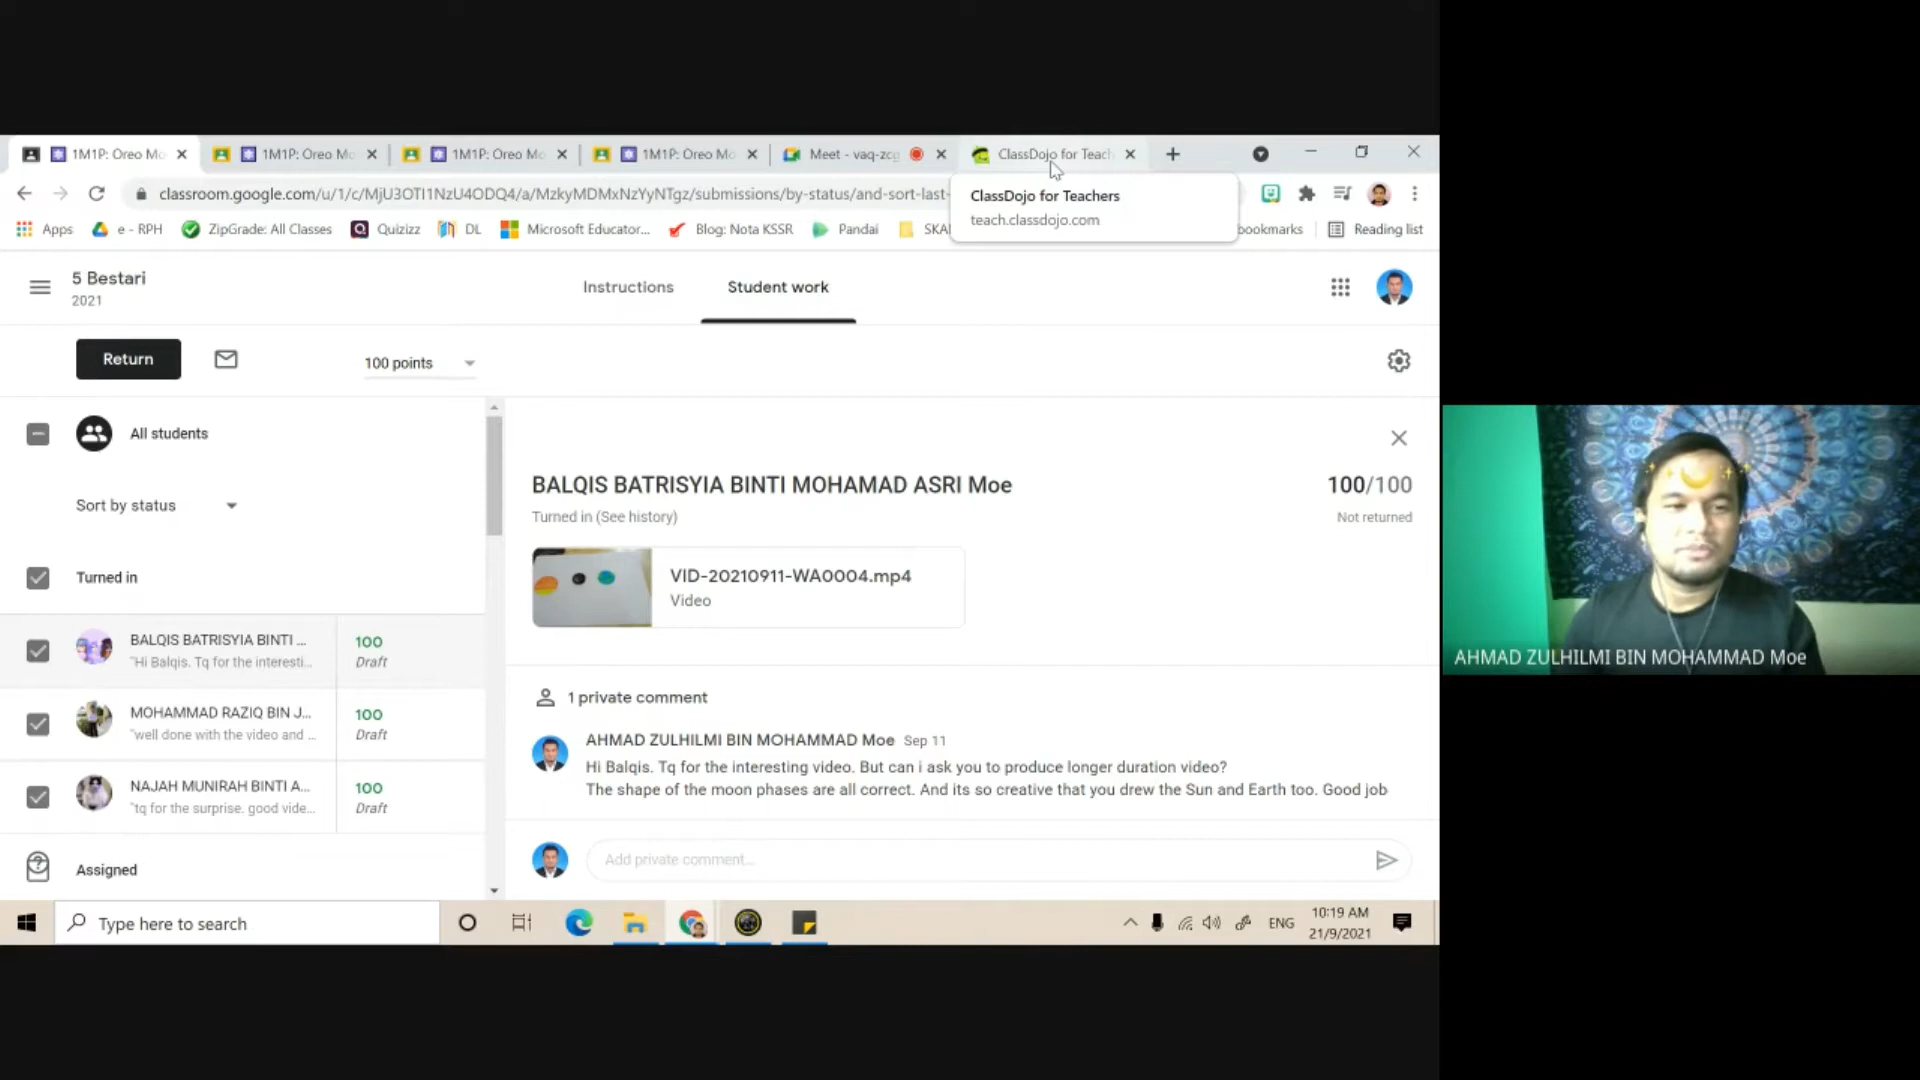 1M1P: Oreo Mo
1M1P: Oreo Mo
1M1P: Oreo Mo
1M1P: Oreo Mo
Meet - vaq-zcg
ClassDojo for Teach
classroom.google.com/u/1/c/MjU3OTI1NzU4ODQ4/a/MzkyMDMxNzYyNTgz/submissions/by-status/and-sort-last-
ClassDojo for Teachers
teach.classdojo.com
Apps
e - RPH
ZipGrade: All Classes
Quizizz
DL
Microsoft Educator...
Blog: Nota KSSR
Pandai
SKA
bookmarks
Reading list
5 Bestari
2021
Instructions
Student work
Return
100 points
All students
Sort by status
Turned in
BALQIS BATRISYIA BINTI ...
"Hi Balqis. Tq for the interesti...
100
Draft
MOHAMMAD RAZIQ BIN J...
"well done with the video and ...
100
Draft
NAJAH MUNIRAH BINTI A...
"tq for the surprise. good vide...
100
Draft
Assigned
BALQIS BATRISYIA BINTI MOHAMAD ASRI Moe
100/100
Turned in (See history)
Not returned
VID-20210911-WA0004.mp4
Video
1 private comment
AHMAD ZULHILMI BIN MOHAMMAD Moe Sep 11
Hi Balqis. Tq for the interesting video. But can i ask you to produce longer duration video?
The shape of the moon phases are all correct. And its so creative that you drew the Sun and Earth too. Good job
Add private comment...
Type here to search
ENG
10:19 AM
21/9/2021
AHMAD ZULHILMI BIN MOHAMMAD Moe